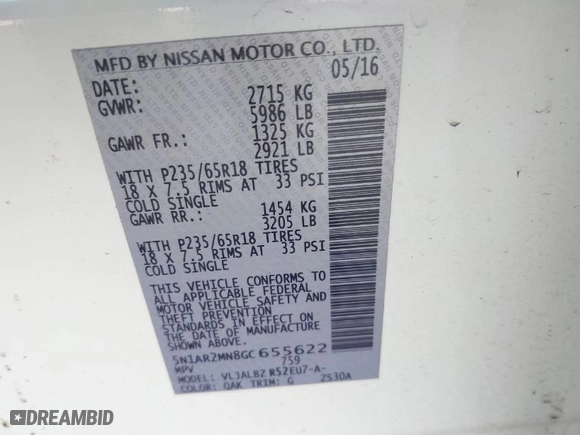 MFD BY NISSAN MOTOR CO., LTD.
DATE: 05/16
GVWR: 2715 KG
5986 LB
GAWR FR.: 1325 KG
2921 LB
WITH P235/65R18 TIRES
18 X 7.5 RIMS AT 33 PSI
COLD SINGLE
GAWR RR.: 1454 KG
3205 LB
WITH P235/65R18 TIRES
18 X 7.5 RIMS AT 33 PSI
COLD SINGLE
THIS VEHICLE CONFORMS TO
ALL APPLICABLE FEDERAL
MOTOR VEHICLE SAFETY AND
THEFT PREVENTION
STANDARDS IN EFFECT ON
THE DATE OF MANUFACTURE
SHOWN ABOVE.
5N1AR2MN8GC655622
MPV 759
MODEL: VLJALBZ R52EU7-A-
COLOR: QAK TRIM: G 2530A
© DREAMBID